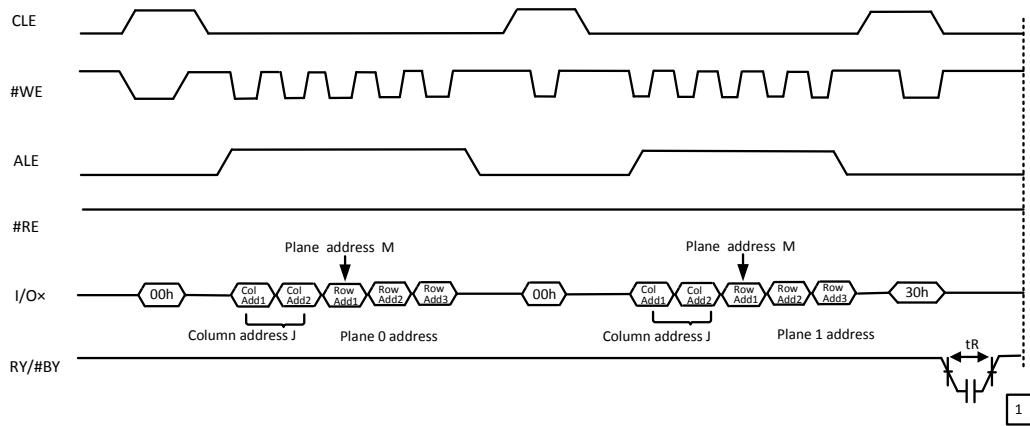 CLE
#WE
ALE
#RE
Plane address M
Plane address M
I/O×
00h
Col Add1
Col Add2
Row Add1
Row Add2
Row Add3
00h
Col Add1
Col Add2
Row Add1
Row Add2
Row Add3
30h
Column address J
Plane 0 address
Column address J
Plane 1 address
RY/#BY
tR
1